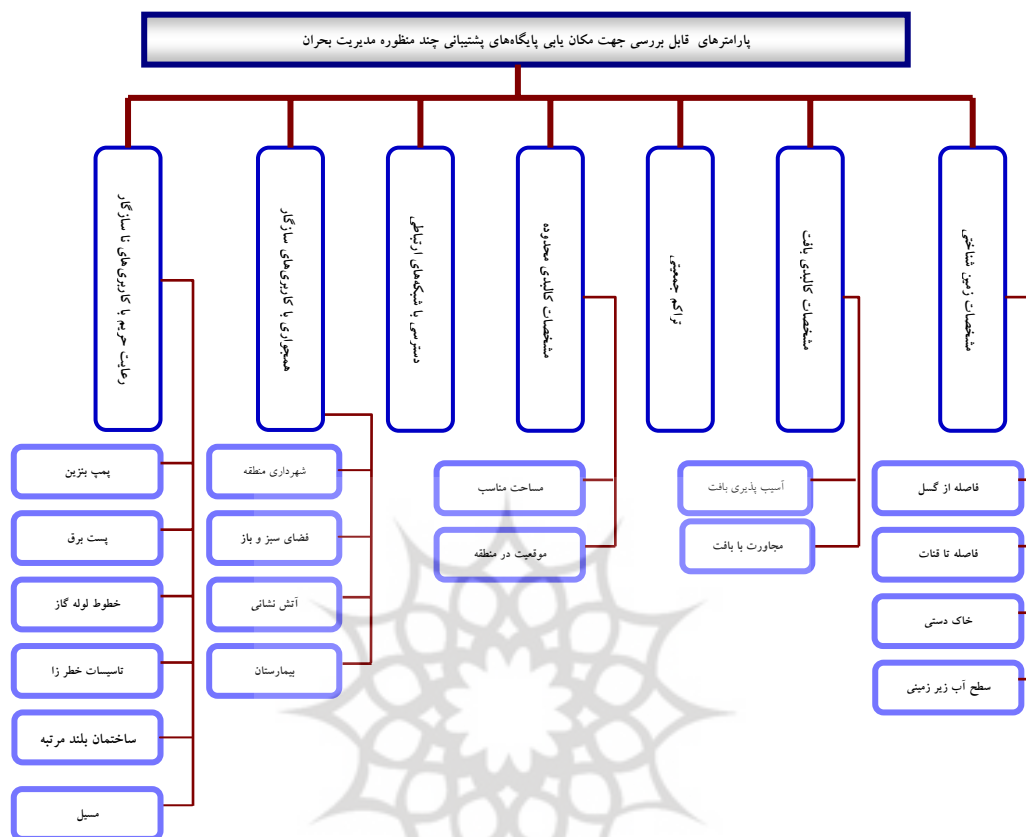 پارامترهای قابل بررسی جهت مکان یابی پایگاه‌های پشتیبانی چند منظوره مدیریت بحران
مشخصات زمین شناختی
مشخصات کالبدی بافت
تراکم جمعیتی
مشخصات کالبدی محدوده
دسترسی با شبکه‌های ارتباطی
همجواری با کاربری‌های سازگار
رعایت حریم با کاربری‌های نا سازگار
فاصله از گسل
فاصله تا قنات
خاک دستی
سطح آب زیر زمینی
آسیب پذیری بافت
مجاورت با بافت
مساحت مناسب
موقعیت در منطقه
شهرداری منطقه
فضای سبز و باز
آتش نشانی
بیمارستان
پمپ بنزین
پست برق
خطوط لوله گاز
تاسیسات خطر زا
ساختمان بلند مرتبه
مسیل